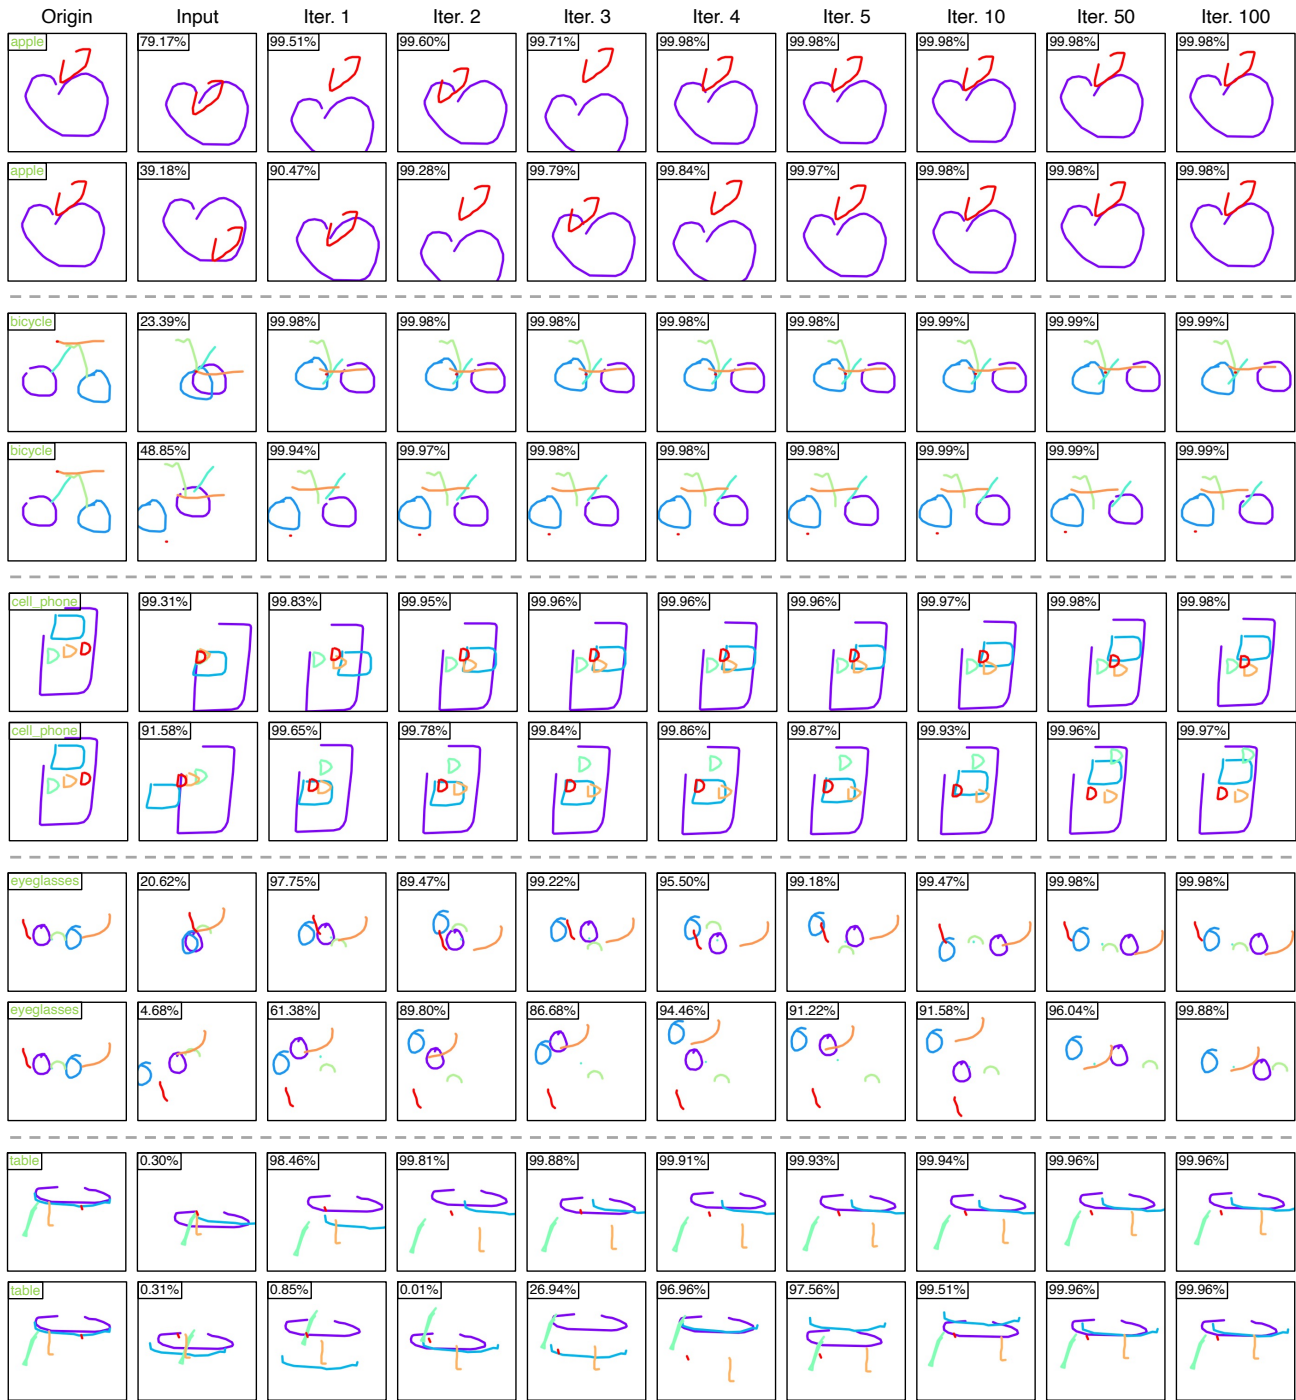 Origin Input Iter. 1 Iter. 2 Iter. 3 Iter. 4 Iter. 5 Iter. 10 Iter. 50 Iter. 100
apple 79.17% 99.51% 99.60% 99.71% 99.98% 99.98% 99.98% 99.98% 99.98%
apple 39.18% 90.47% 99.28% 99.79% 99.84% 99.97% 99.98% 99.98% 99.98%
bicycle 23.39% 99.98% 99.98% 99.98% 99.98% 99.98% 99.99% 99.99% 99.99%
bicycle 48.85% 99.94% 99.97% 99.98% 99.98% 99.98% 99.99% 99.99% 99.99%
cell_phone 99.31% 99.83% 99.95% 99.96% 99.96% 99.96% 99.97% 99.98% 99.98%
cell_phone 91.58% 99.65% 99.78% 99.84% 99.86% 99.87% 99.93% 99.96% 99.97%
eyeglasses 20.62% 97.75% 89.47% 99.22% 95.50% 99.18% 99.47% 99.98% 99.98%
eyeglasses 4.68% 61.38% 89.80% 86.68% 94.46% 91.22% 91.58% 96.04% 99.88%
table 0.30% 98.46% 99.81% 99.88% 99.91% 99.93% 99.94% 99.96% 99.96%
table 0.31% 0.85% 0.01% 26.94% 96.96% 97.56% 99.51% 99.96% 99.96%